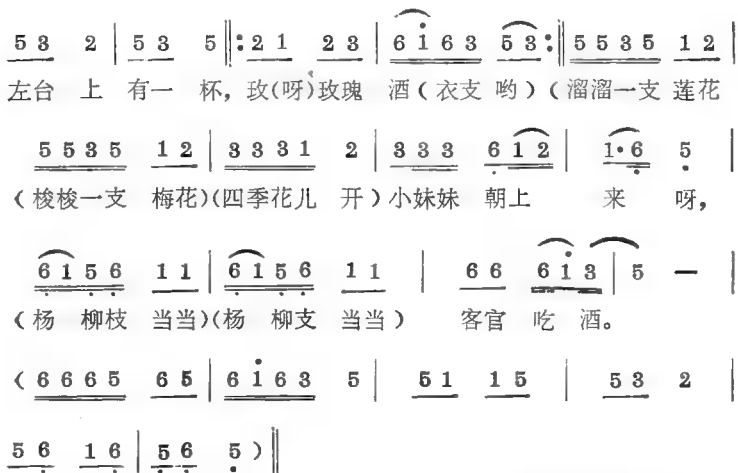 5 3 2 | 5 3 5 ‖: 2 1 2 3 | 6 i 6 3 5 3 :‖ 5 5 3 5 1 2 |
左台 上 有一 杯，玫(呀)玫瑰 酒（衣支 哟）（溜溜一支 莲花
5 5 3 5 1 2 | 3 3 3 1 2 | 3 3 3 6 1 2 | 1· 6 5 |
（梭梭一支 梅花）(四季花儿 开）小妹妹 朝上 来 呀，
6 1 5 6 1 1 | 6 1 5 6 1 1 | 6 6 6 i 3 | 5 — |
（杨 柳枝 当当）(杨 柳支 当当） 客官 吃 酒。
( 6 6 6 5 6 5 | 6 i 6 3 5 | 5 1 1 5 | 5 3 2 |
5 6 1 6 | 5 6 5 ) ‖